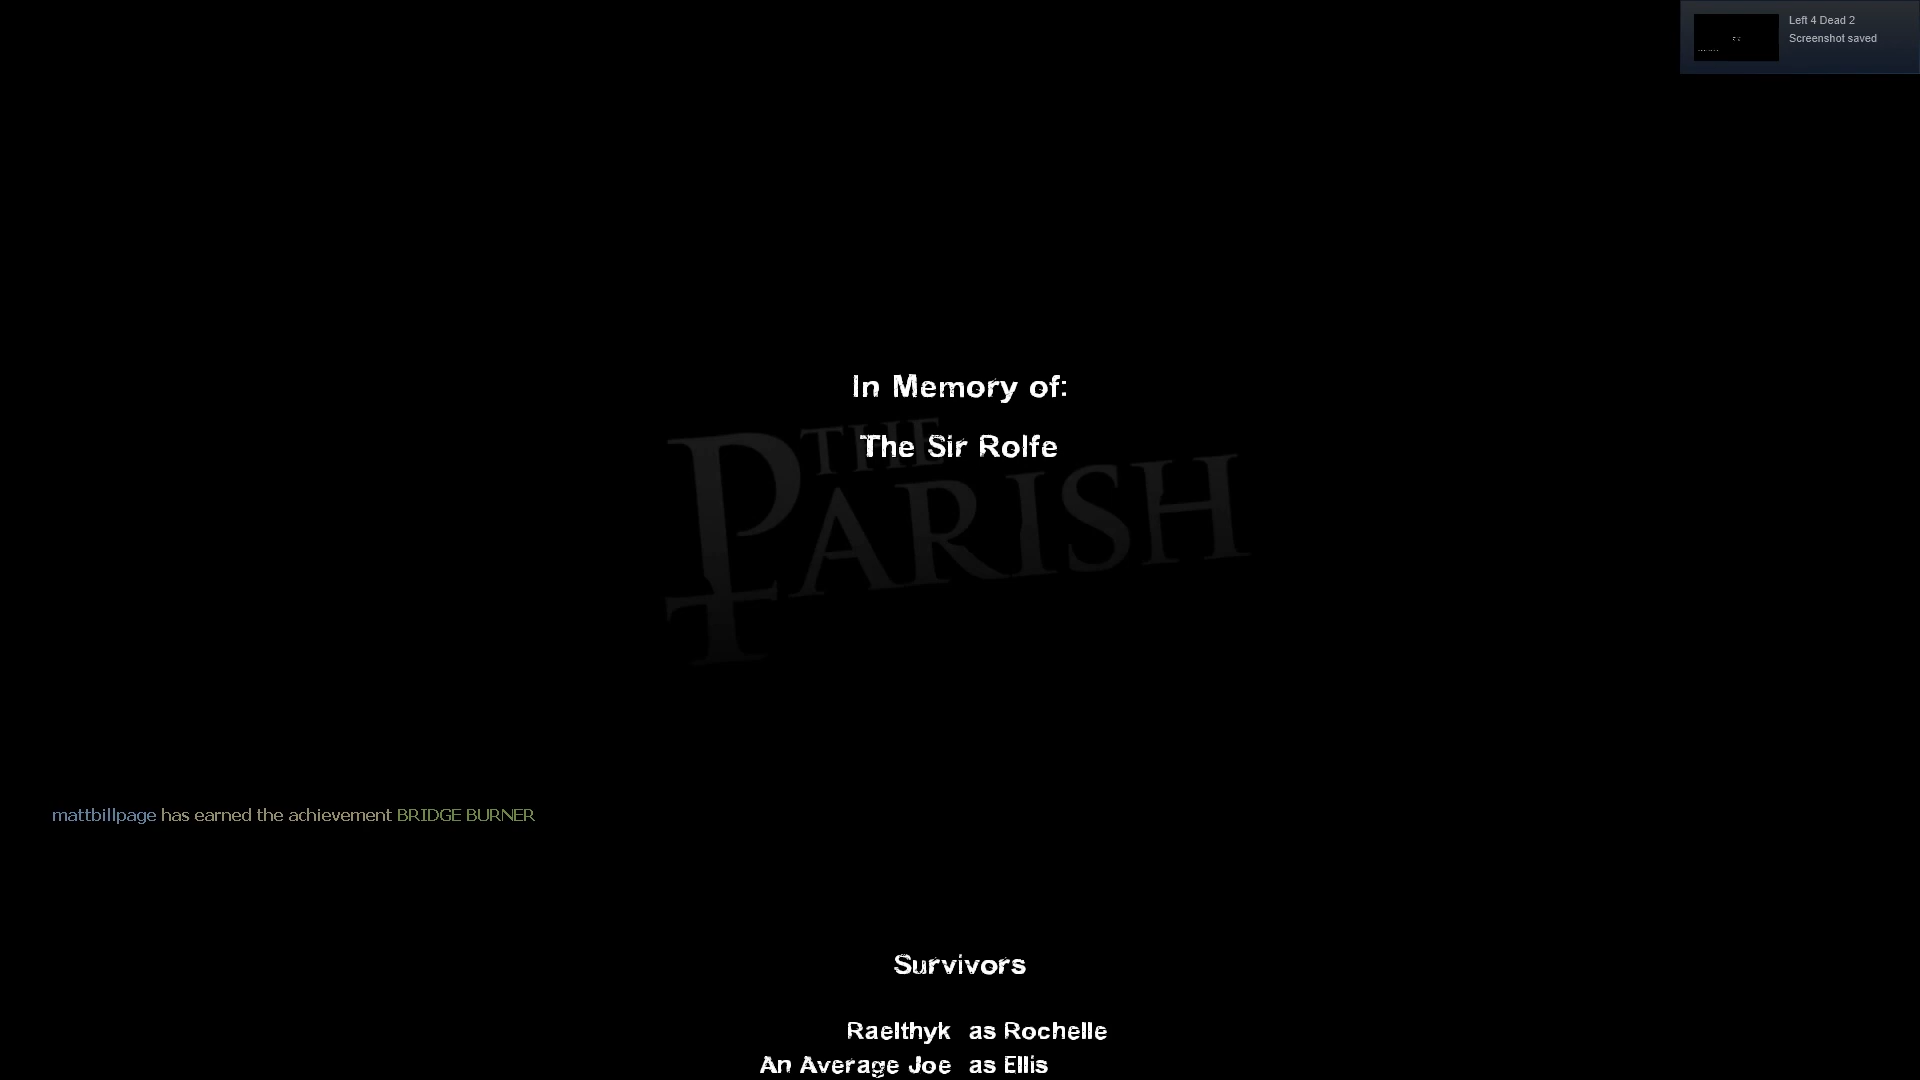 Left 4 Dead 2
Screenshot saved
In Memory of:
The Sir Rolfe
THE
PARISH
mattbillpage has earned the achievement BRIDGE BURNER
Survivors
Raelthyk as Rochelle
An Average Joe as Ellis